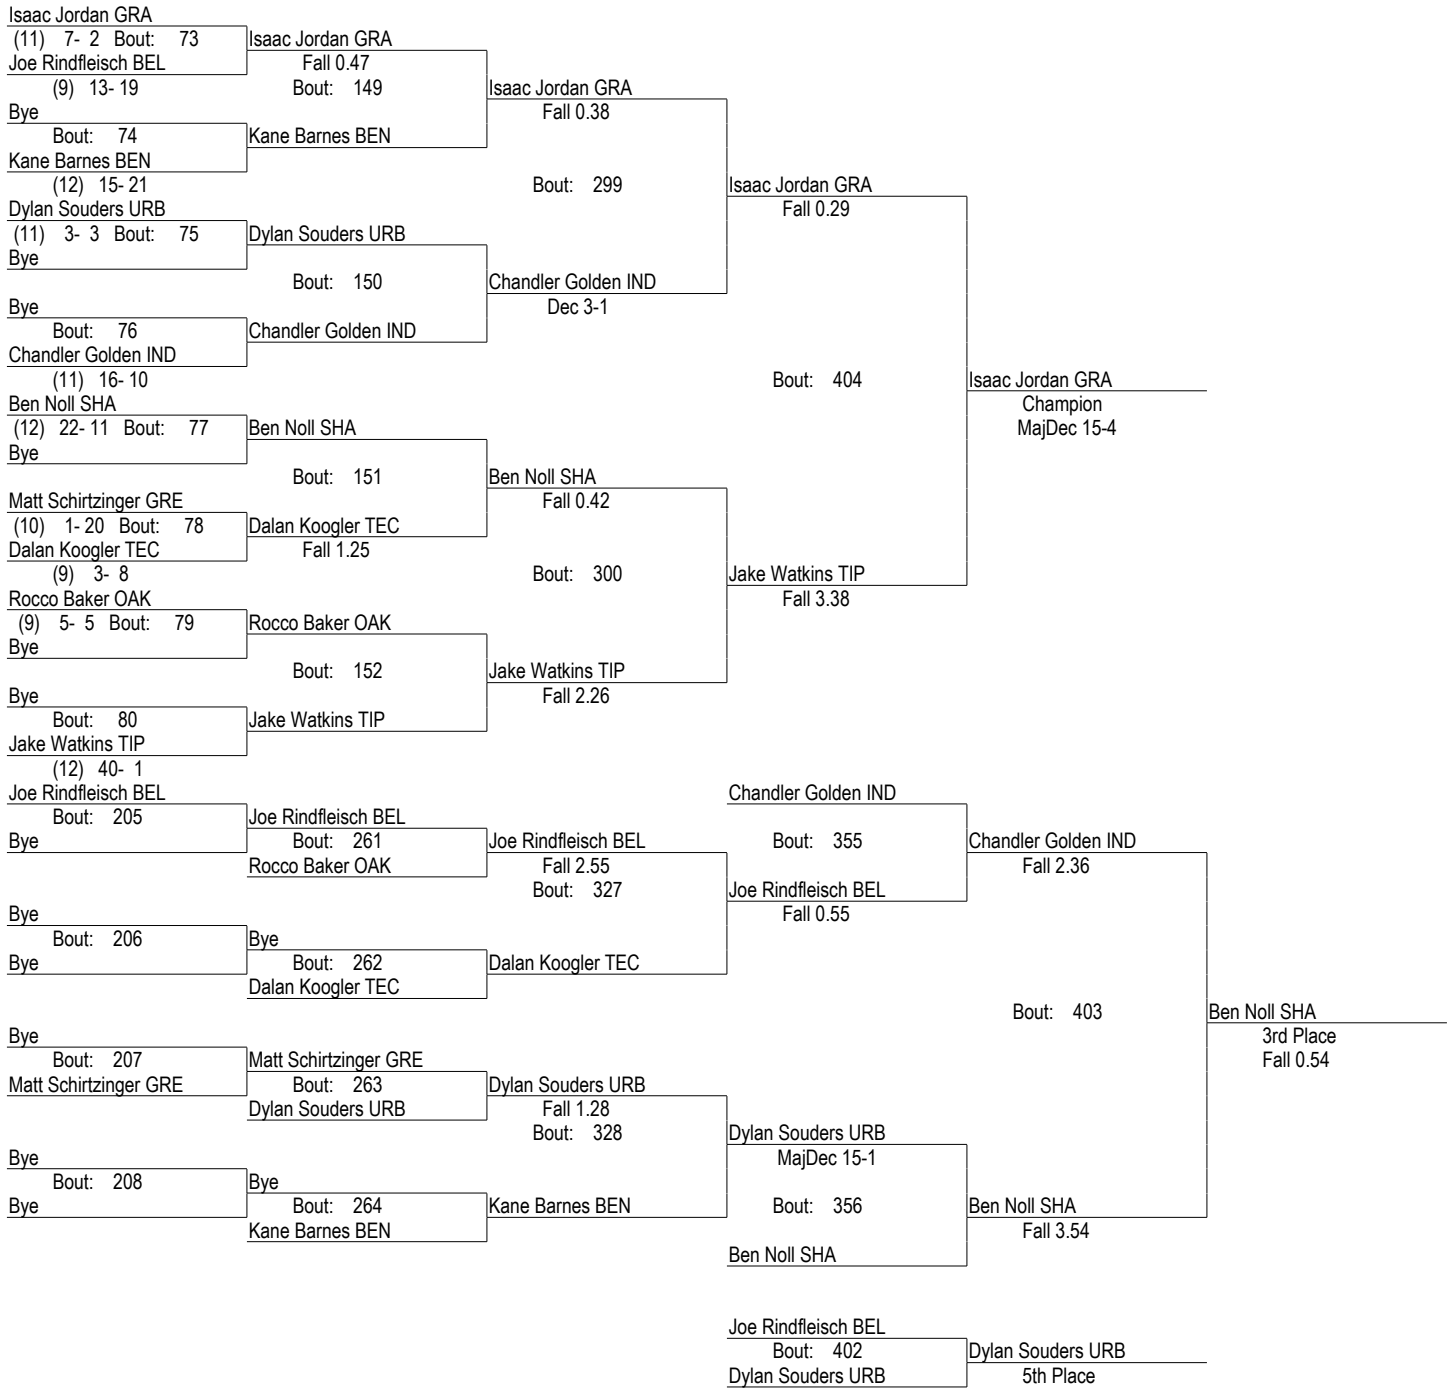 Isaac Jordan GRA
(11) 7- 2 Bout: 73 Isaac Jordan GRA
Joe Rindfleisch BEL Fall 0.47
(9) 13- 19 Bout: 149 Isaac Jordan GRA
Bye Fall 0.38
Bout: 74 Kane Barnes BEN
Kane Barnes BEN
(12) 15- 21 Bout: 299 Isaac Jordan GRA
Dylan Souders URB Fall 0.29
(11) 3- 3 Bout: 75 Dylan Souders URB
Bye
Bout: 150 Chandler Golden IND
Bye Dec 3-1
Bout: 76 Chandler Golden IND
Chandler Golden IND
(11) 16- 10 Bout: 404 Isaac Jordan GRA
Ben Noll SHA Champion
(12) 22- 11 Bout: 77 Ben Noll SHA MajDec 15-4
Bye
Bout: 151 Ben Noll SHA
Matt Schirtzinger GRE Fall 0.42
(10) 1- 20 Bout: 78 Dalan Koogler TEC
Dalan Koogler TEC Fall 1.25
(9) 3- 8 Bout: 300 Jake Watkins TIP
Rocco Baker OAK Fall 3.38
(9) 5- 5 Bout: 79 Rocco Baker OAK
Bye
Bout: 152 Jake Watkins TIP
Bye Fall 2.26
Bout: 80 Jake Watkins TIP
Jake Watkins TIP
(12) 40- 1
Joe Rindfleisch BEL Chandler Golden IND
Bout: 205 Joe Rindfleisch BEL
Bye Bout: 261 Joe Rindfleisch BEL Bout: 355 Chandler Golden IND
Rocco Baker OAK Fall 2.55 Fall 2.36
Bout: 327 Joe Rindfleisch BEL
Bye Fall 0.55
Bout: 206 Bye
Bye Bout: 262 Dalan Koogler TEC
Dalan Koogler TEC
Bout: 403 Ben Noll SHA
Bye 3rd Place
Bout: 207 Matt Schirtzinger GRE Fall 0.54
Matt Schirtzinger GRE Bout: 263 Dylan Souders URB
Dylan Souders URB Fall 1.28
Bout: 328 Dylan Souders URB
Bye MajDec 15-1
Bout: 208 Bye
Bye Bout: 264 Kane Barnes BEN Bout: 356 Ben Noll SHA
Kane Barnes BEN Fall 3.54
Ben Noll SHA
Joe Rindfleisch BEL
Bout: 402 Dylan Souders URB
Dylan Souders URB 5th Place